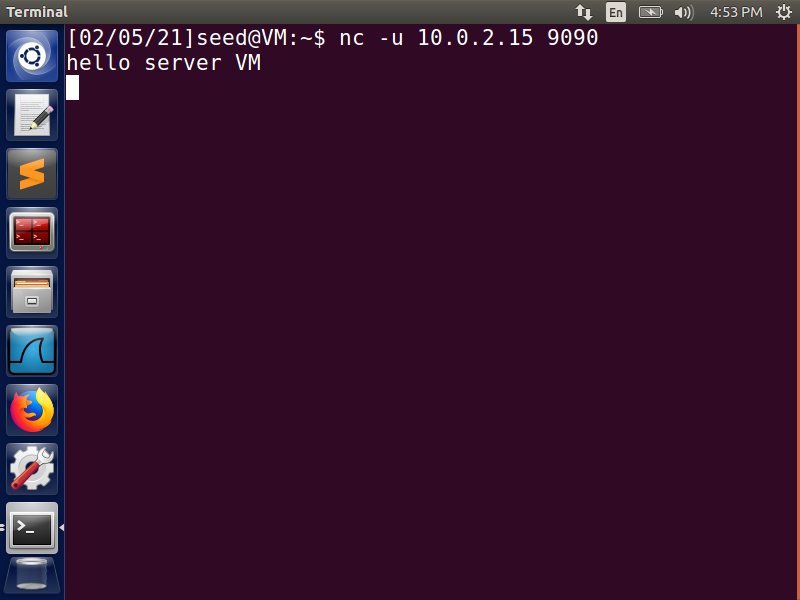 Terminal
En
4:53 PM
[02/05/21]seed@VM:~$ nc -u 10.0.2.15 9090
hello server VM